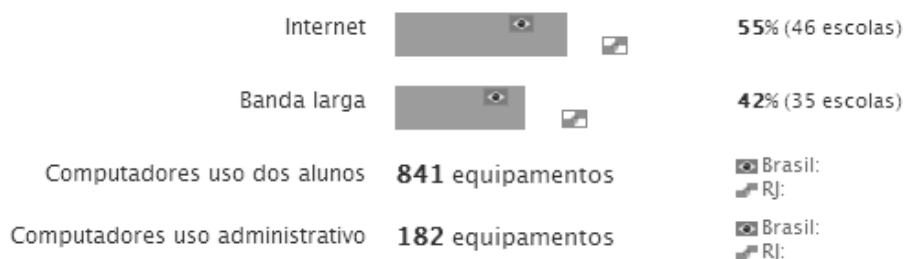 Internet 55% (46 escolas)
Banda larga 42% (35 escolas)
Computadores uso dos alunos 841 equipamentos Brasil:
RJ:
Computadores uso administrativo 182 equipamentos Brasil:
RJ: